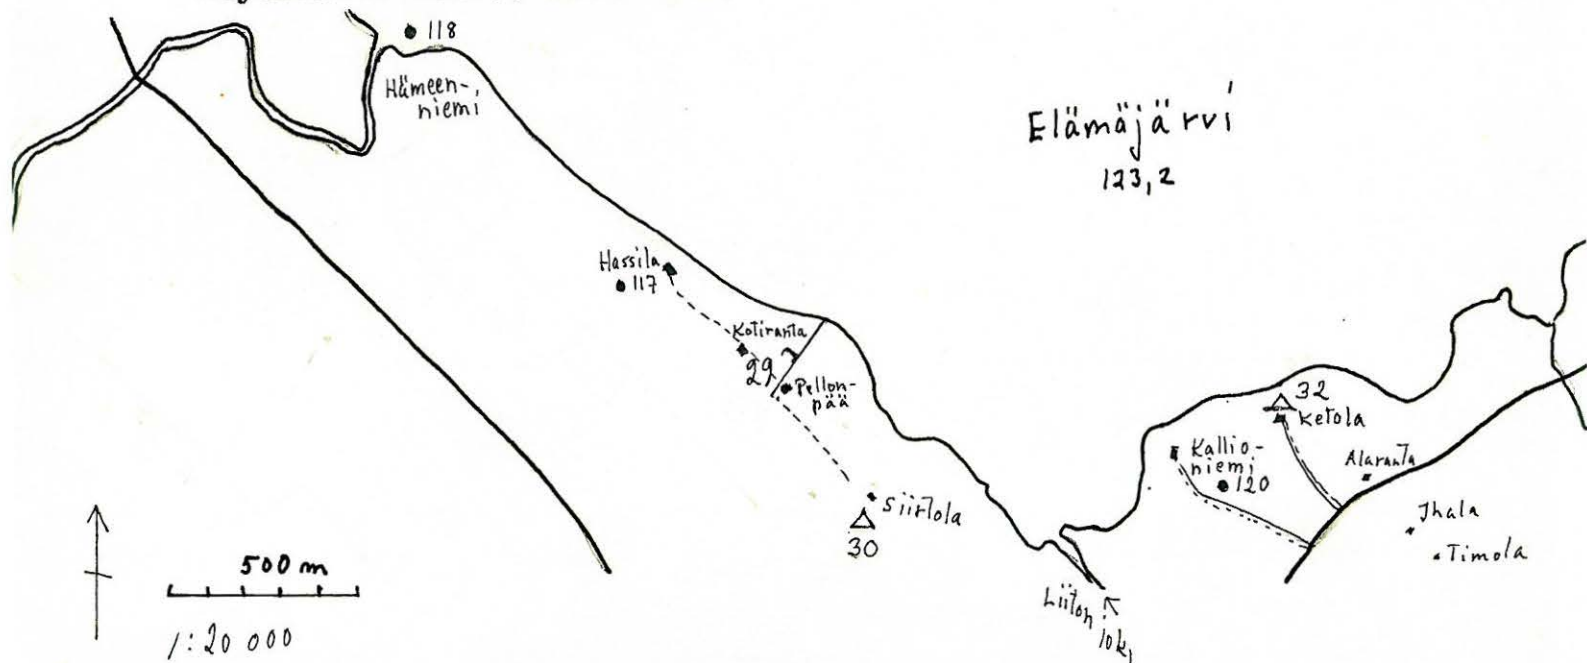 118
Hämeen-
niemi
Elämäjärvi
123,2
Hassila
117
Kotiranta
29
Pellon-
pää
32
Ketola
Kallio-
niemi
120
Alaranta
Siirtola
30
Ihala
Timola
500 m
1:20 000
Liiton
joki